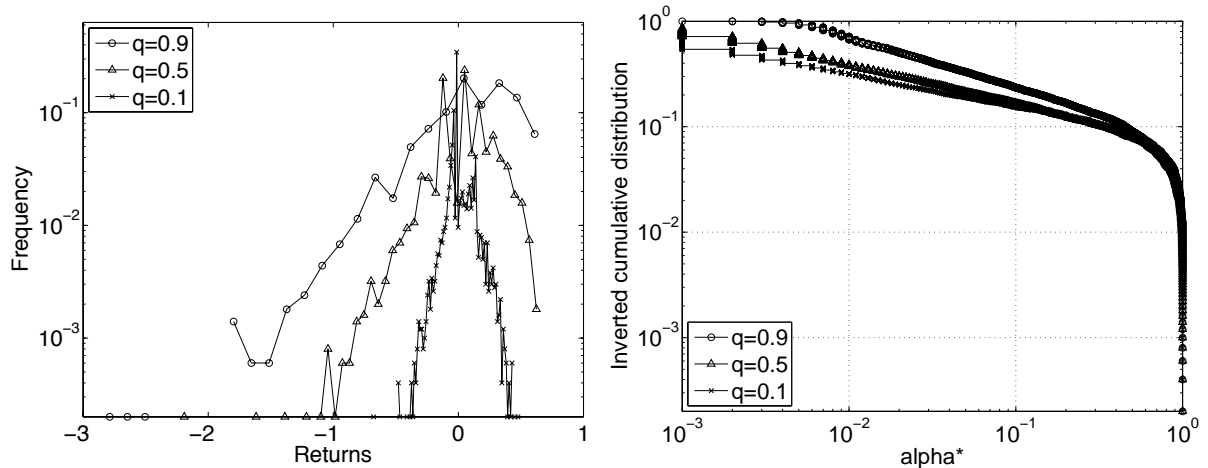 q=0.9
q=0.5
q=0.1
10^-1
10^-2
10^-3
Frequency
-3 -2 -1 0 1
Returns
10^0
10^-1
10^-2
10^-3
Inverted cumulative distribution
q=0.9
q=0.5
q=0.1
10^-3 10^-2 10^-1 10^0
alpha*